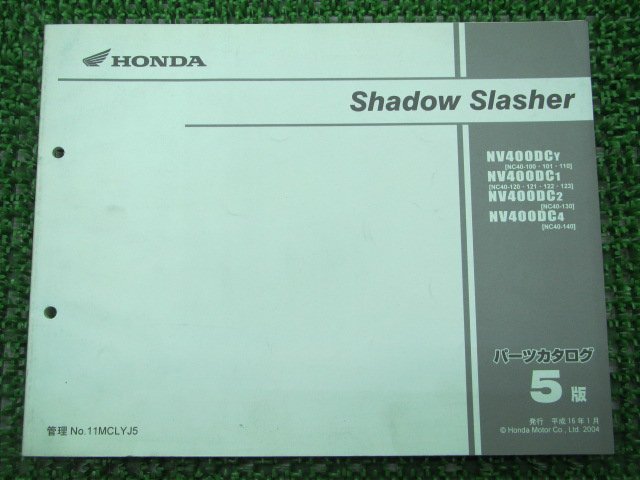 HONDA
Shadow Slasher
NV400DCY
[NC40-100・101・110]
NV400DC1
[NC40-120・121・122・123]
NV400DC2
[NC40-130]
NV400DC4
[NC40-140]
パーツカタログ
5版
発行 平成16年1月
© Honda Motor Co., Ltd. 2004
管理 No.11MCLYJ5